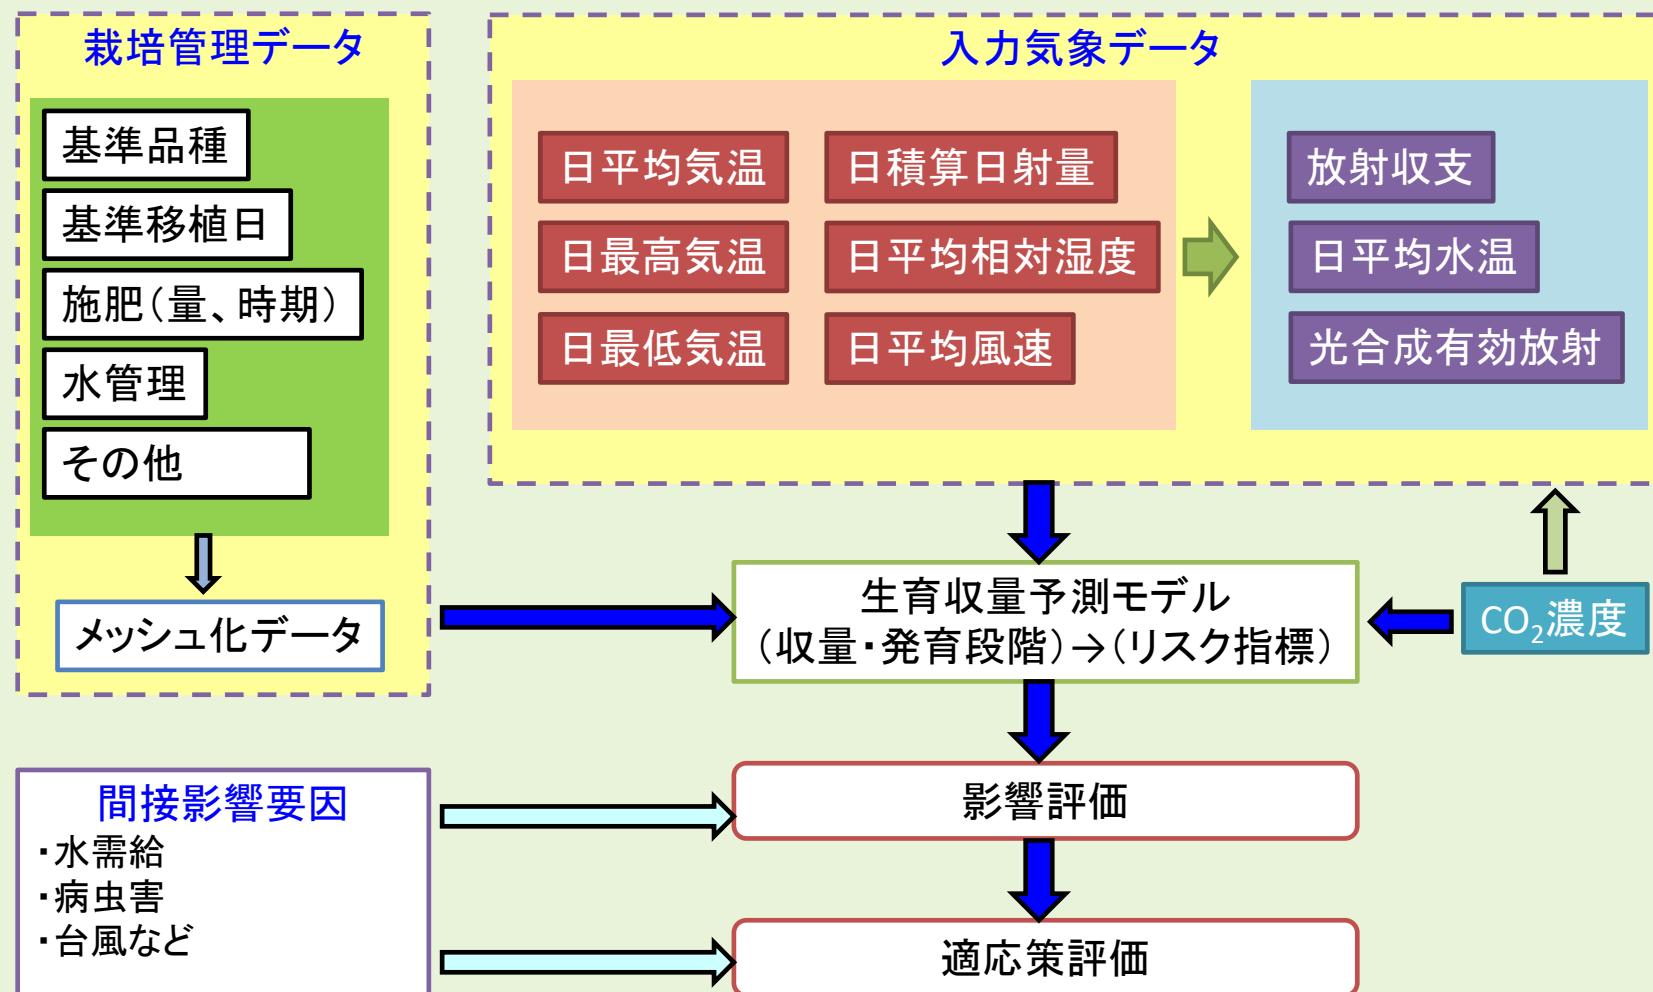 栽培管理データ
基準品種
基準移植日
施肥（量、時期）
水管理
その他
メッシュ化データ
入力気象データ
日平均気温
日積算日射量
日最高気温
日平均相対湿度
日最低気温
日平均風速
放射収支
日平均水温
光合成有効放射
生育収量予測モデル
（収量・発育段階）→（リスク指標）
CO₂濃度
間接影響要因
・水需給
・病虫害
・台風など
影響評価
適応策評価